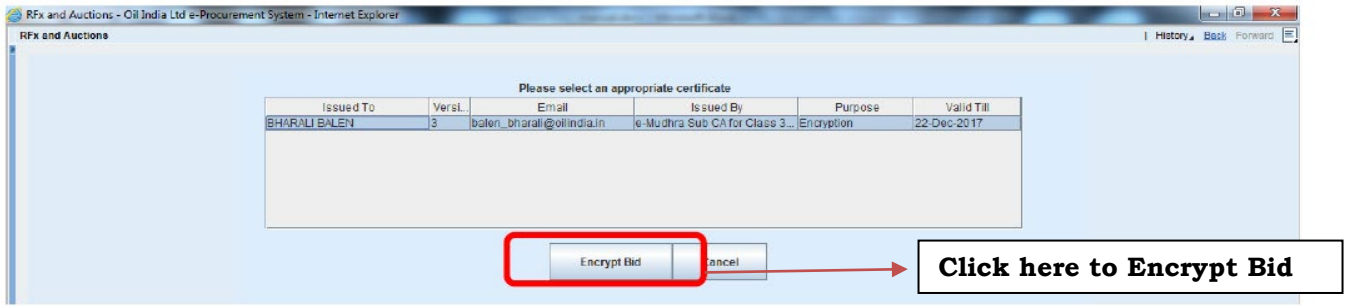 RFx and Auctions - Oil India Ltd e-Procurement System - Internet Explorer
RFx and Auctions | History Back Forward
Please select an appropriate certificate
Issued To Versi... Email Issued By Purpose Valid Till
BHARALI BALEN 3 balen_bharali@oilindia.in e-Mudhra Sub CA for Class 3... Encryption 22-Dec-2017
Encrypt Bid Cancel
Click here to Encrypt Bid